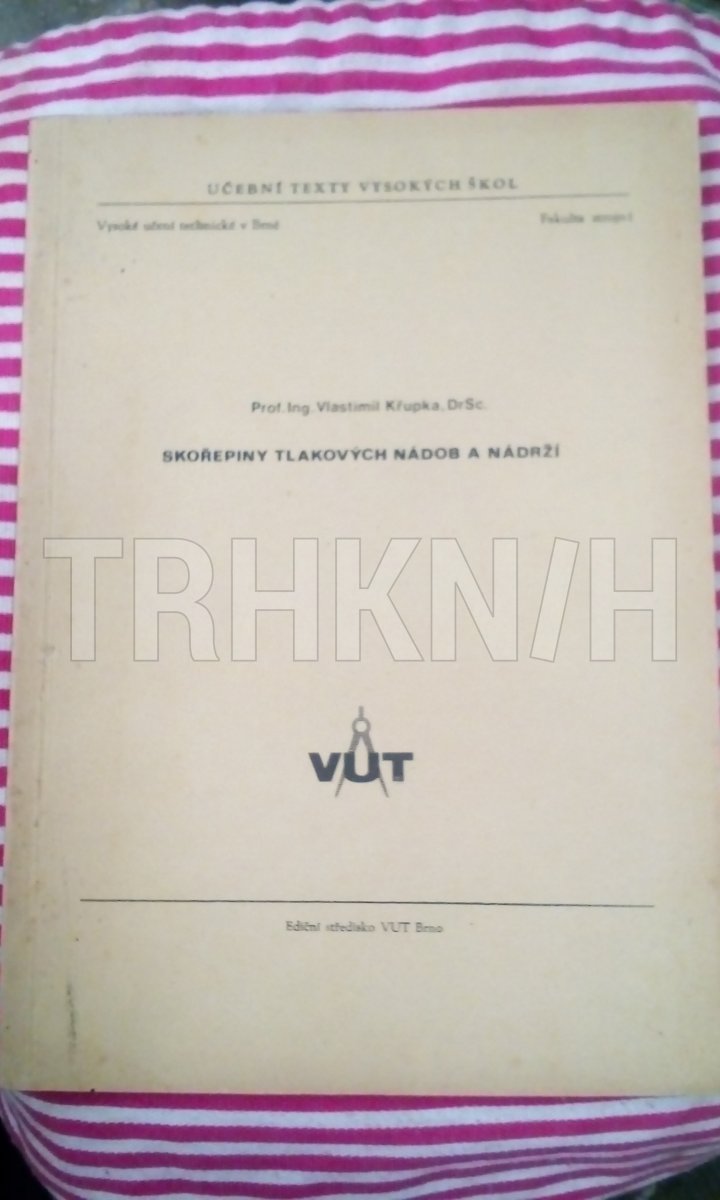 UČEBNÍ TEXTY VYSOKÝCH ŠKOL
Vysoké učení technické v Brně
Fakulta strojní
Prof. Ing. Vlastimil Křupka, DrSc.
SKOŘEPINY TLAKOVÝCH NÁDOB A NÁDRŽÍ
TRHKNIH
VUT
Ediční středisko VUT Brno